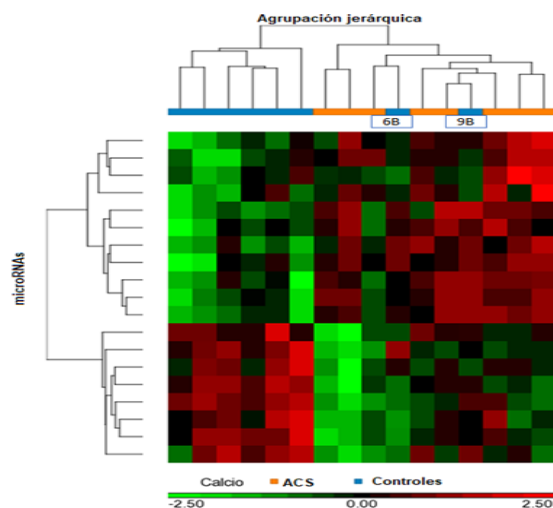 Agrupación jerárquica
6B 9B
microRNAs
Calcio ACS Controles
-2.50 0.00 2.50